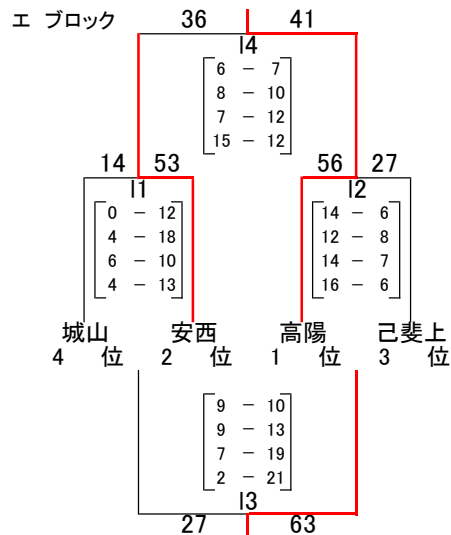 エ ブロック
36 41
I4
6 － 7
8 － 10
7 － 12
15 － 12
14 53 56 27
I1 I2
0 － 12 14 － 6
4 － 18 12 － 8
6 － 10 14 － 7
4 － 13 16 － 6
城山 安西 高陽 己斐上
4 位 2 位 1 位 3 位
9 － 10
9 － 13
7 － 19
2 － 21
I3
27 63